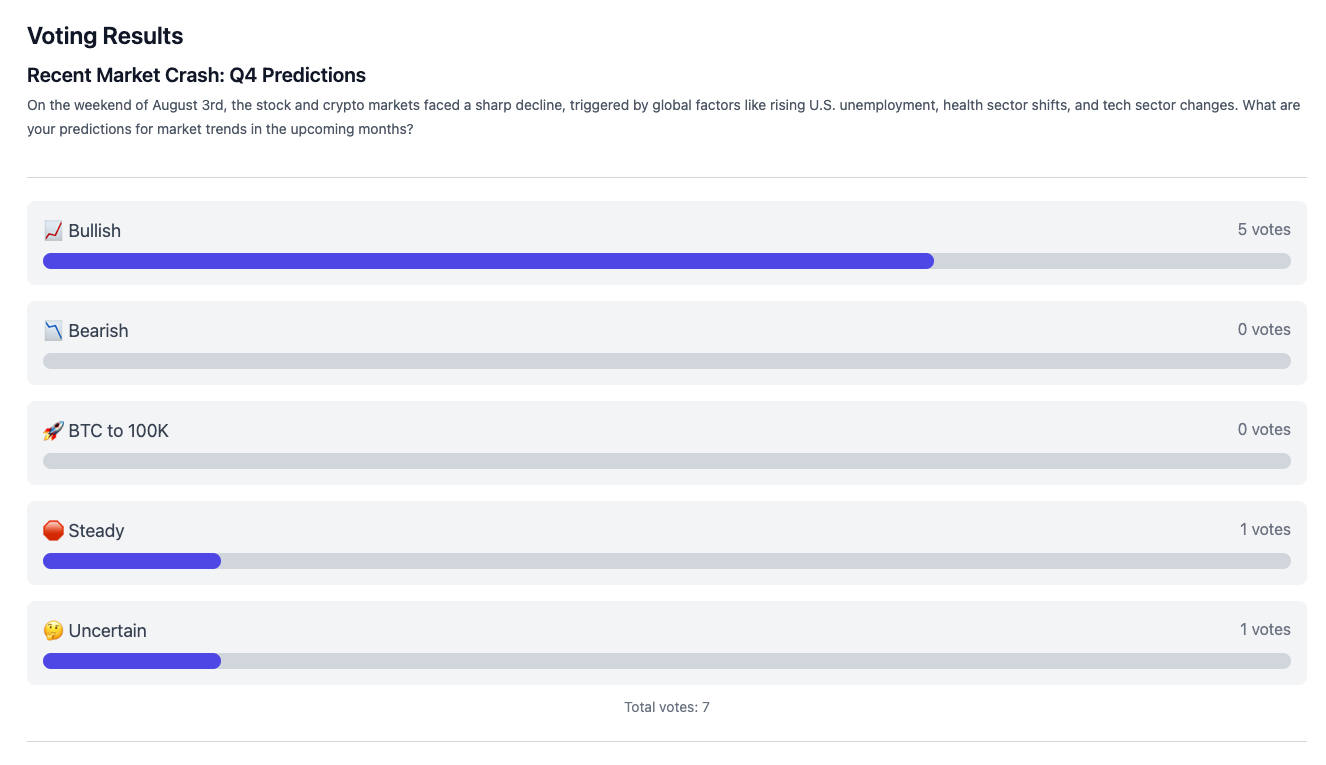 Voting Results
Recent Market Crash: Q4 Predictions
On the weekend of August 3rd, the stock and crypto markets faced a sharp decline, triggered by global factors like rising U.S. unemployment, health sector shifts, and tech sector changes. What are
your predictions for market trends in the upcoming months?
📈 Bullish 5 votes
📉 Bearish 0 votes
🚀 BTC to 100K 0 votes
🛑 Steady 1 votes
🤔 Uncertain 1 votes
Total votes: 7